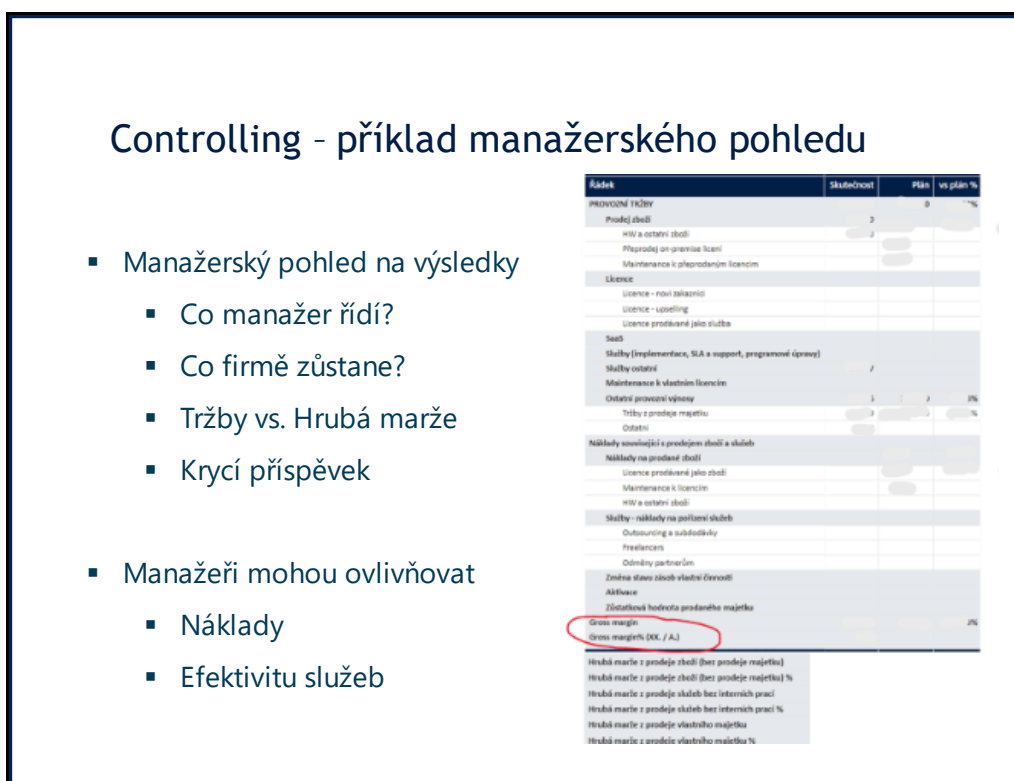 Controlling – příklad manažerského pohledu
▪ Manažerský pohled na výsledky
▪ Co manažer řídí?
▪ Co firmě zůstane?
▪ Tržby vs. Hrubá marže
▪ Krycí příspěvek
▪ Manažeři mohou ovlivňovat
▪ Náklady
▪ Efektivitu služeb
Řádek Skutečnost Plán vs plán %
PROVOZNÍ TRŽBY 0 %
Prodej zboží
HW a ostatní zboží
Přeprodej on-premise licení
Maintenance k přeprodaným licencím
Licence
Licence - noví zákazníci
Licence - upselling
Licence prodávané jako služba
SaaS
Služby (implementace, SLA a support, programové úpravy)
Služby ostatní
Maintenance k vlastním licencím
Ostatní provozní výnosy %
Tržby z prodeje majetku %
Ostatní
Náklady související s prodejem zboží a služeb
Náklady na prodané zboží
Licence prodávané jako zboží
Maintenance k licencím
HW a ostatní zboží
Služby - náklady na pořízení služeb
Outsourcing a subdodávky
Freelancers
Odměny partnerům
Změna stavu zásob vlastní činnosti
Aktivace
Zůstatková hodnota prodaného majetku
Gross margin %
Gross margin% (XX. / A.)
Hrubá marže z prodeje zboží (bez prodeje majetku)
Hrubá marže z prodeje zboží (bez prodeje majetku) %
Hrubá marže z prodeje služeb bez interních prací
Hrubá marže z prodeje služeb bez interních prací %
Hrubá marže z prodeje vlastního majetku
Hrubá marže z prodeje vlastního majetku %